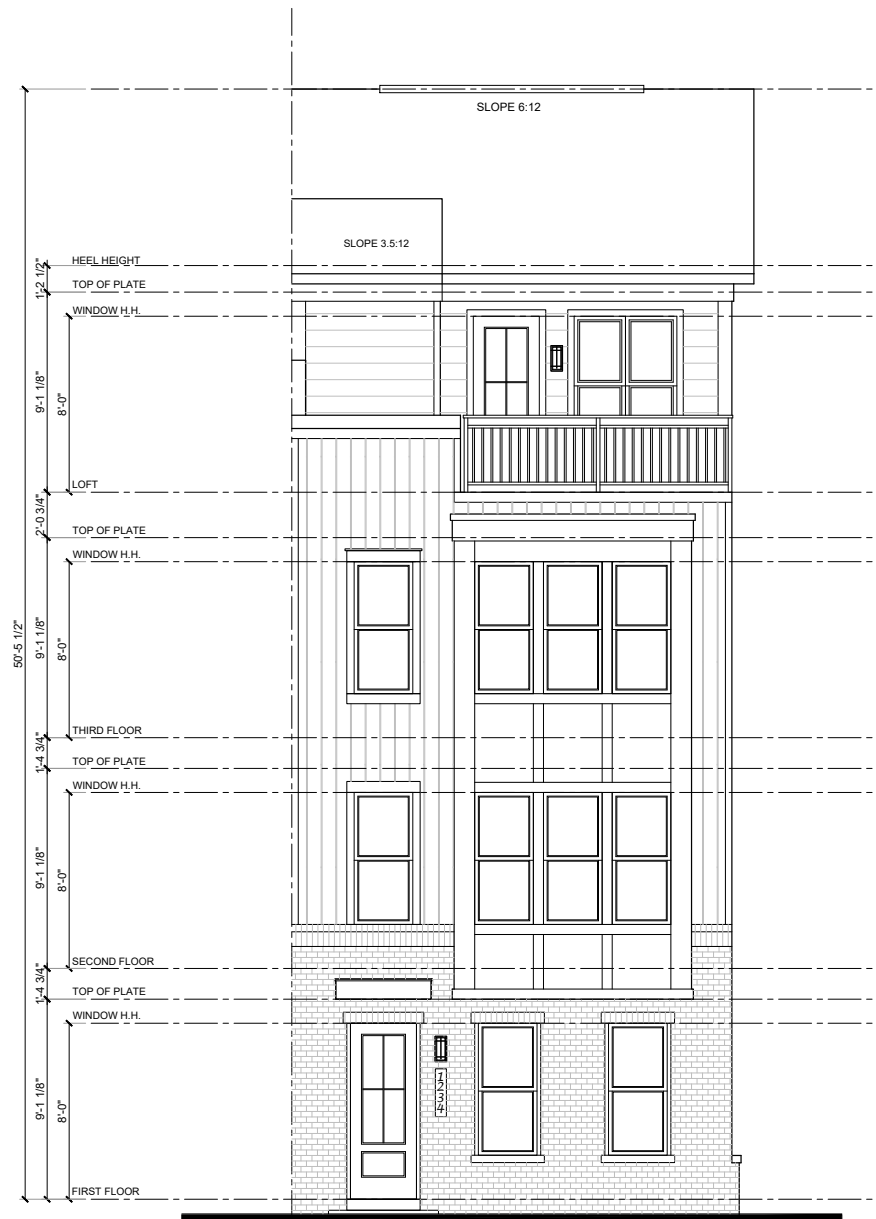 SLOPE 6:12
SLOPE 3.5:12
HEEL HEIGHT
1'-2 1/2"
TOP OF PLATE
WINDOW H.H.
9'-1 1/8"
8'-0"
LOFT
2'-0 3/4"
TOP OF PLATE
WINDOW H.H.
50'-5 1/2"
9'-1 1/8"
8'-0"
THIRD FLOOR
1'-4 3/4"
TOP OF PLATE
WINDOW H.H.
9'-1 1/8"
8'-0"
SECOND FLOOR
1'-4 3/4"
TOP OF PLATE
WINDOW H.H.
1234
9'-1 1/8"
8'-0"
FIRST FLOOR